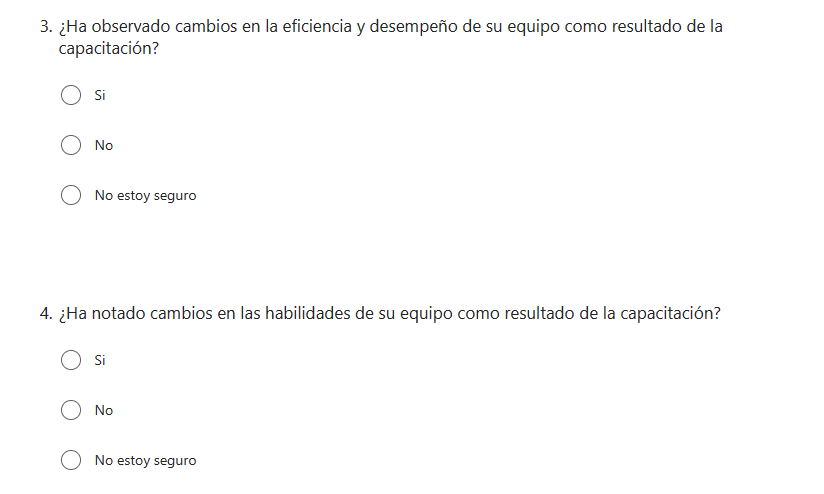 3. ¿Ha observado cambios en la eficiencia y desempeño de su equipo como resultado de la
capacitación?
Si
No
No estoy seguro
4. ¿Ha notado cambios en las habilidades de su equipo como resultado de la capacitación?
Si
No
No estoy seguro